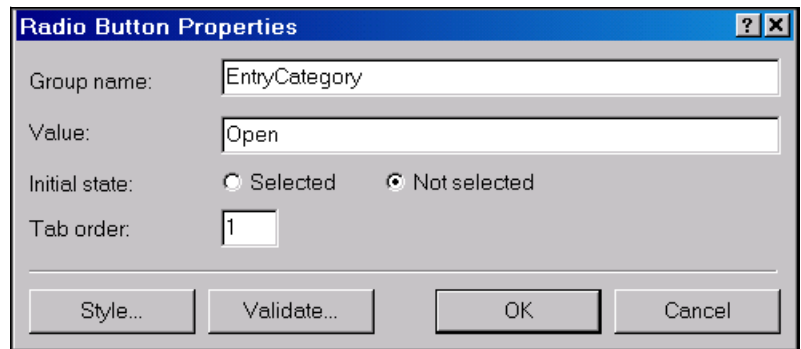 Radio Button Properties
Group name: EntryCategory
Value: Open
Initial state: Selected Not selected
Tab order: 1
Style... Validate... OK Cancel